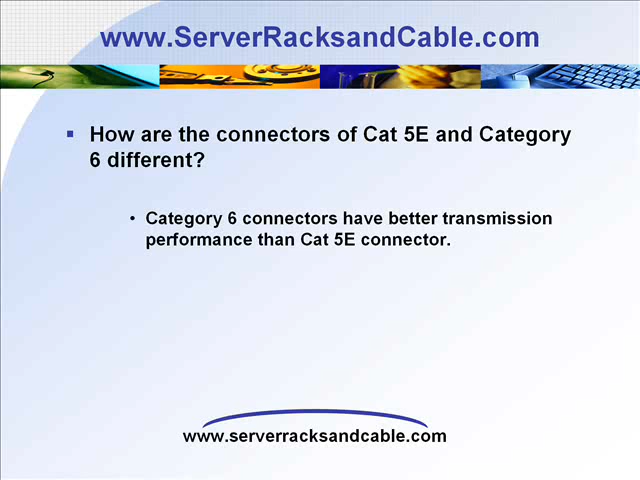 www.ServerRacksandCable.com
How are the connectors of Cat 5E and Category
6 different?
Category 6 connectors have better transmission
performance than Cat 5E connector.
www.serverracksandcable.com